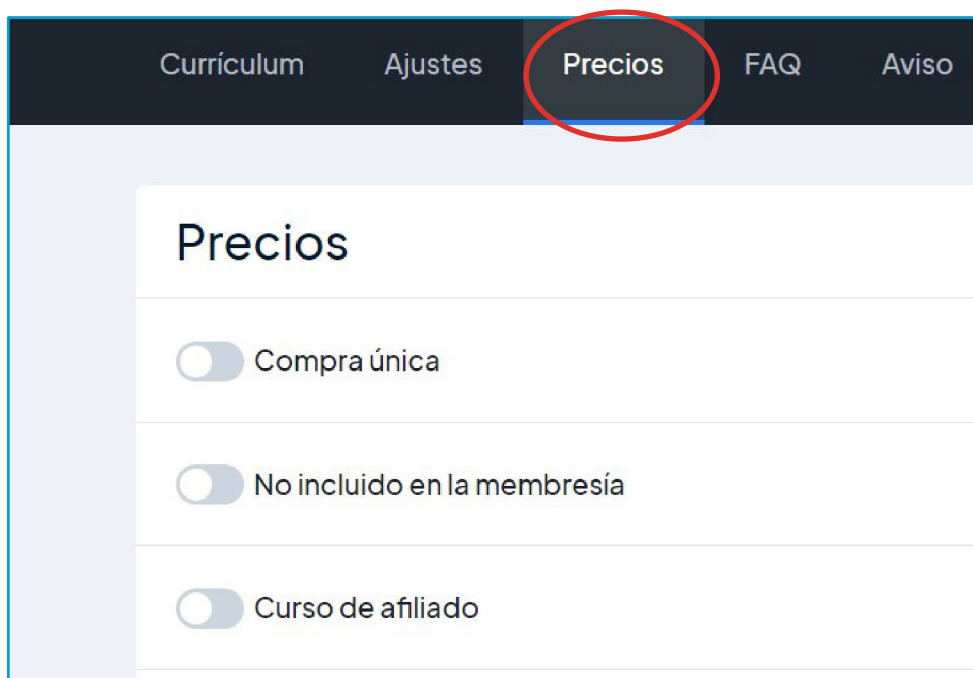 Currículum Ajustes Precios FAQ Aviso
Precios
Compra única
No incluido en la membresía
Curso de afiliado